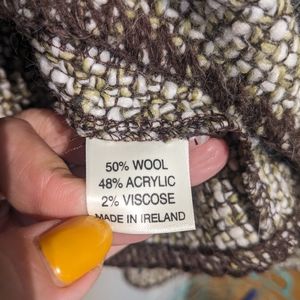 50% WOOL
48% ACRYLIC
2% VISCOSE
MADE IN IRELAND